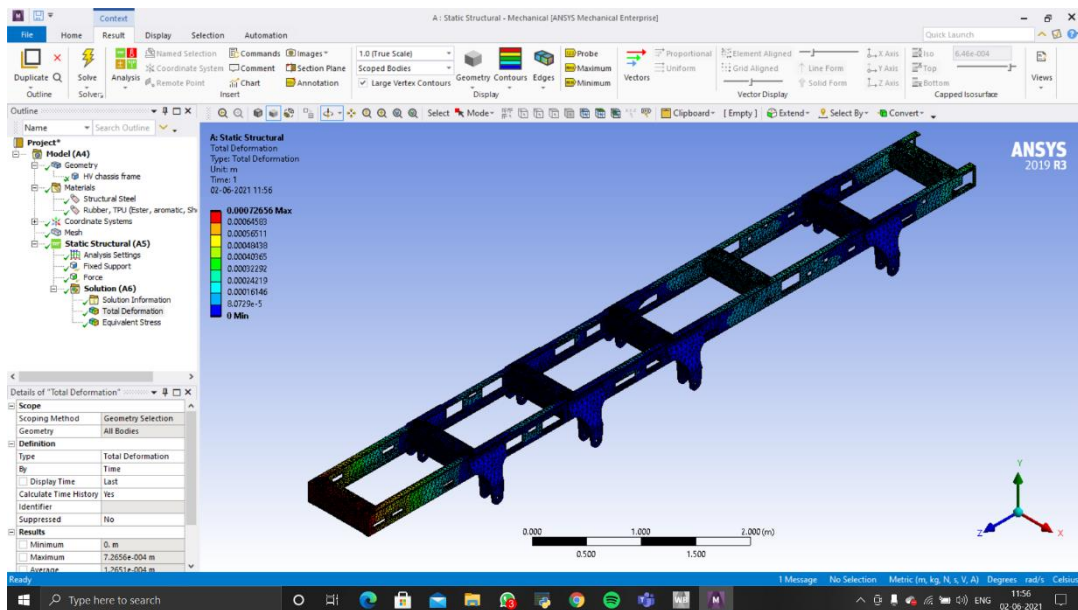 Context
A : Static Structural - Mechanical [ANSYS Mechanical Enterprise]
File Home Result Display Selection Automation
Quick Launch
Duplicate Q
Outline
Solve
Solver
Analysis
Named Selection
Coordinate System
Remote Point
Commands
Comment
Chart
Images
Section Plane
Annotation
Insert
1.0 (True Scale)
Scoped Bodies
Large Vertex Contours
Geometry Contours Edges
Display
Probe
Maximum
Minimum
Vectors
Proportional
Uniform
Element Aligned
Grid Aligned
Line Form
Solid Form
X Axis
Y Axis
Z Axis
Vector Display
Iso 6.46e-004
Top
Bottom
Capped Isosurface
Views
Outline
Name Search Outline
Select Mode Clipboard [ Empty ] Extend Select By Convert
Project*
Model (A4)
Geometry
HV chassis frame
Materials
Structural Steel
Rubber, TPU (Ester, aromatic, Sh
Coordinate Systems
Mesh
Static Structural (A5)
Analysis Settings
Fixed Support
Force
Solution (A6)
Solution Information
Total Deformation
Equivalent Stress
Details of "Total Deformation"
Scope
Scoping Method Geometry Selection
Geometry All Bodies
Definition
Type Total Deformation
By Time
Display Time Last
Calculate Time History Yes
Identifier
Suppressed No
Results
Minimum 0. m
Maximum 7.2656e-004 m
Average 1.2651e-004 m
A: Static Structural
Total Deformation
Type: Total Deformation
Unit: m
Time: 1
02-06-2021 11:56
0.00072656 Max
0.00064583
0.00056511
0.00048438
0.00040365
0.00032292
0.00024219
0.00016146
8.0729e-5
0 Min
ANSYS
2019 R3
0.000 1.000 2.000 (m)
0.500 1.500
Y
Z
X
Ready
1 Message No Selection Metric (m, kg, N, s, V, A) Degrees rad/s Celsius
Type here to search
ENG
11:56
02-06-2021